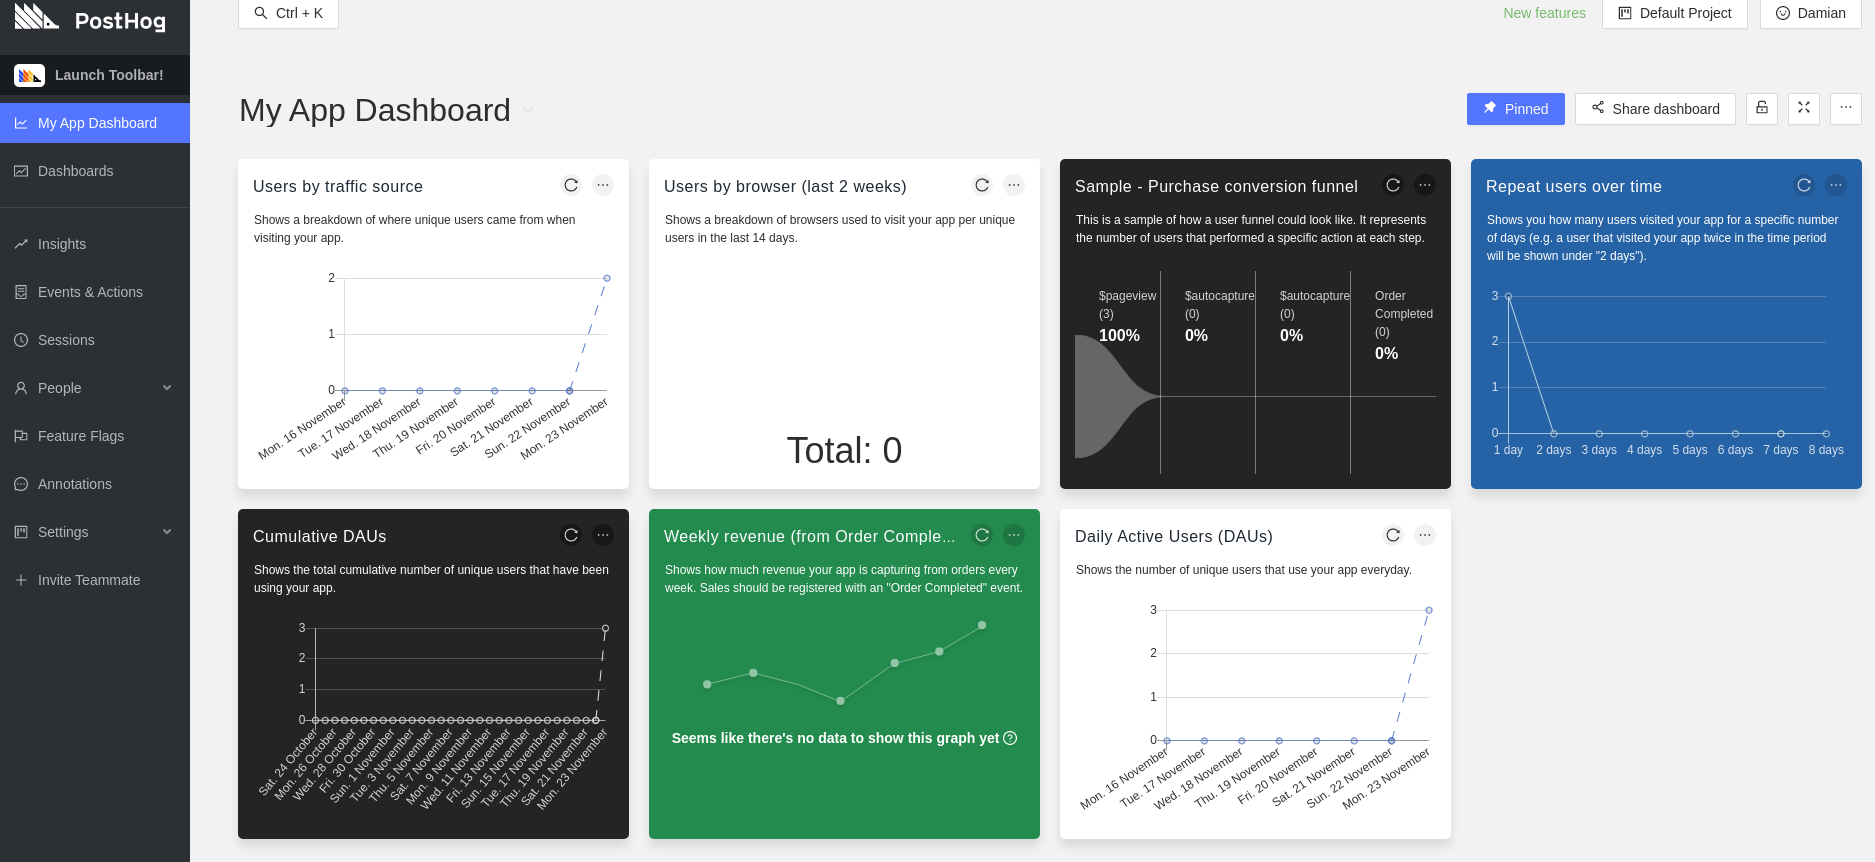 PostHog
Launch Toolbar!
My App Dashboard
Dashboards
Insights
Events & Actions
Sessions
People
Feature Flags
Annotations
Settings
Invite Teammate
Ctrl + K
New features
Default Project
Damian
My App Dashboard
Pinned
Share dashboard
Users by traffic source
Shows a breakdown of where unique users came from when
visiting your app.
2
1
0
Mon. 16 November
Tue. 17 November
Wed. 18 November
Thu. 19 November
Fri. 20 November
Sat. 21 November
Sun. 22 November
Mon. 23 November
Users by browser (last 2 weeks)
Shows a breakdown of browsers used to visit your app per unique
users in the last 14 days.
Total: 0
Sample - Purchase conversion funnel
This is a sample of how a user funnel could look like. It represents
the number of users that performed a specific action at each step.
$pageview
(3)
100%
$autocapture
(0)
0%
$autocapture
(0)
0%
Order
Completed
(0)
0%
Repeat users over time
Shows you how many users visited your app for a specific number
of days (e.g. a user that visited your app twice in the time period
will be shown under "2 days").
3
2
1
0
1 day
2 days
3 days
4 days
5 days
6 days
7 days
8 days
Cumulative DAUs
Shows the total cumulative number of unique users that have been
using your app.
3
2
1
0
Sat. 24 October
Mon. 26 October
Wed. 28 October
Fri. 30 October
Sun. 1 November
Tue. 3 November
Thu. 5 November
Sat. 7 November
Mon. 9 November
Wed. 11 November
Fri. 13 November
Sun. 15 November
Tue. 17 November
Thu. 19 November
Sat. 21 November
Mon. 23 November
Weekly revenue (from Order Comple...
Shows how much revenue your app is capturing from orders every
week. Sales should be registered with an "Order Completed" event.
Seems like there's no data to show this graph yet
Daily Active Users (DAUs)
Shows the number of unique users that use your app everyday.
3
2
1
0
Mon. 16 November
Tue. 17 November
Wed. 18 November
Thu. 19 November
Fri. 20 November
Sat. 21 November
Sun. 22 November
Mon. 23 November